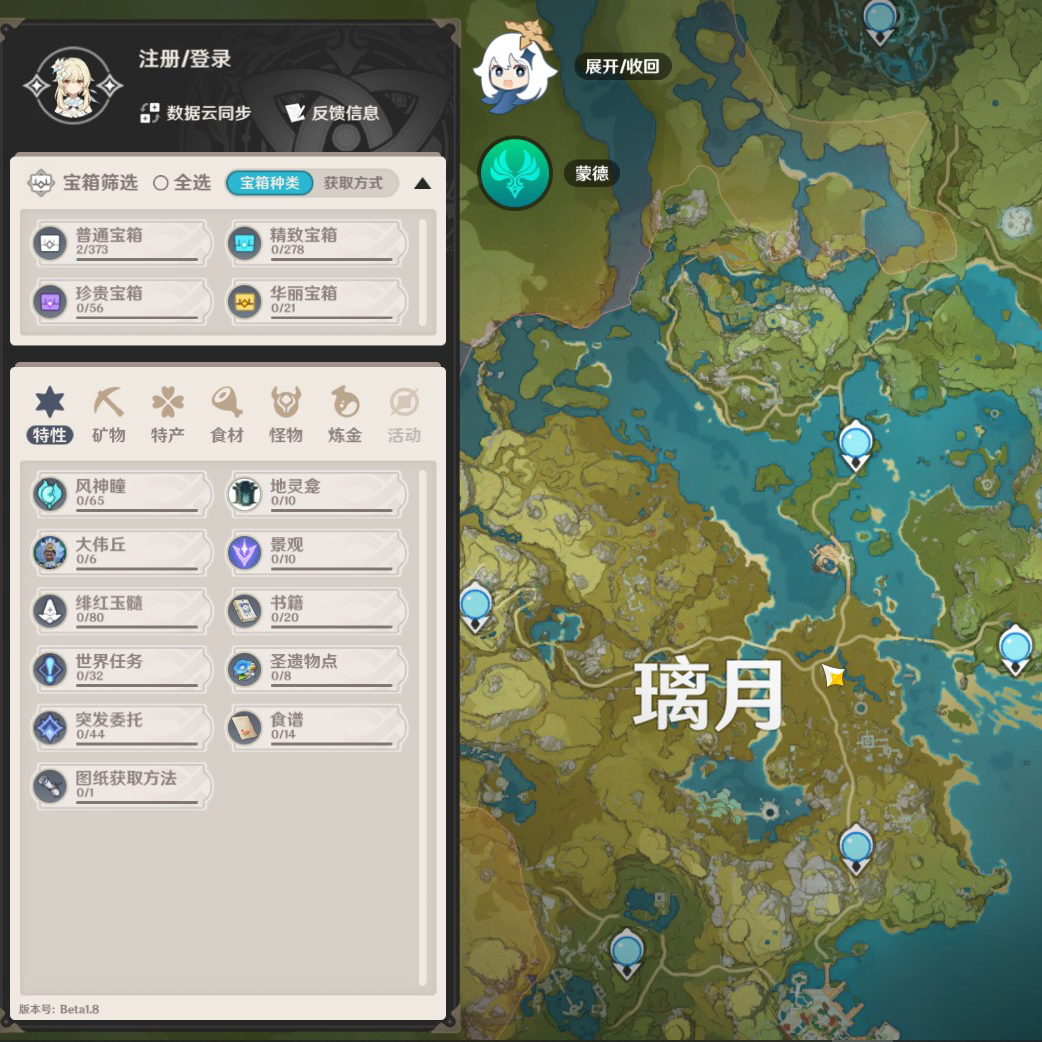 注册/登录
数据云同步
反馈信息
展开/收回
蒙德
宝箱筛选
全选
宝箱种类
获取方式
普通宝箱
2/373
精致宝箱
0/278
珍贵宝箱
0/56
华丽宝箱
0/21
特性
矿物
特产
食材
怪物
炼金
活动
风神瞳
0/65
地灵龛
0/10
大伟丘
0/6
景观
0/10
绯红玉髓
0/80
书籍
0/20
世界任务
0/32
圣遗物点
0/8
突发委托
0/44
食谱
0/14
图纸获取方法
0/1
璃月
版本号: Beta1.8